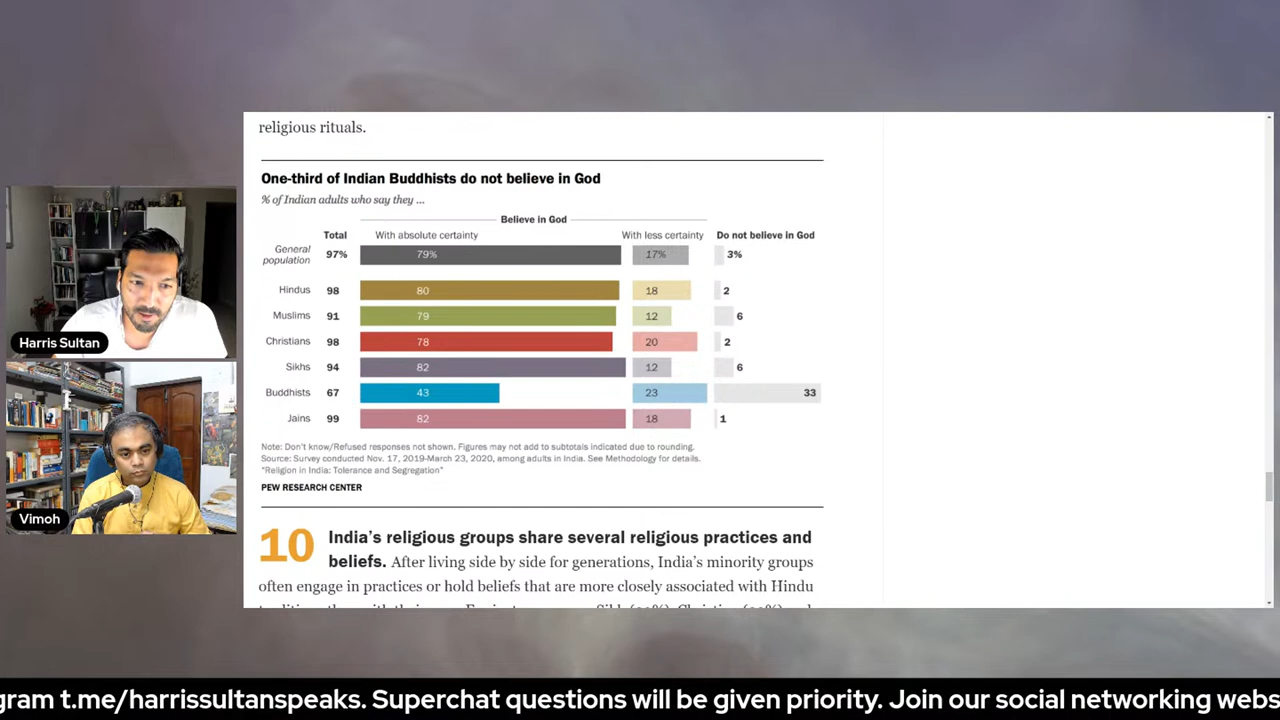 religious rituals.
One-third of Indian Buddhists do not believe in God
% of Indian adults who say they ...
Believe in God
Total With absolute certainty With less certainty Do not believe in God
General population 97% 79% 17% 3%
Hindus 98 80 18 2
Muslims 91 79 12 6
Christians 98 78 20 2
Sikhs 94 82 12 6
Buddhists 67 43 23 33
Jains 99 82 18 1
Note: Don't know/Refused responses not shown. Figures may not add to subtotals indicated due to rounding.
Source: Survey conducted Nov. 17, 2019-March 23, 2020, among adults in India. See Methodology for details.
"Religion in India: Tolerance and Segregation"
PEW RESEARCH CENTER
10 India's religious groups share several religious practices and
beliefs. After living side by side for generations, India's minority groups
often engage in practices or hold beliefs that are more closely associated with Hindu
Harris Sultan
Vimoh
gram t.me/harrissultanspeaks. Superchat questions will be given priority. Join our social networking webs